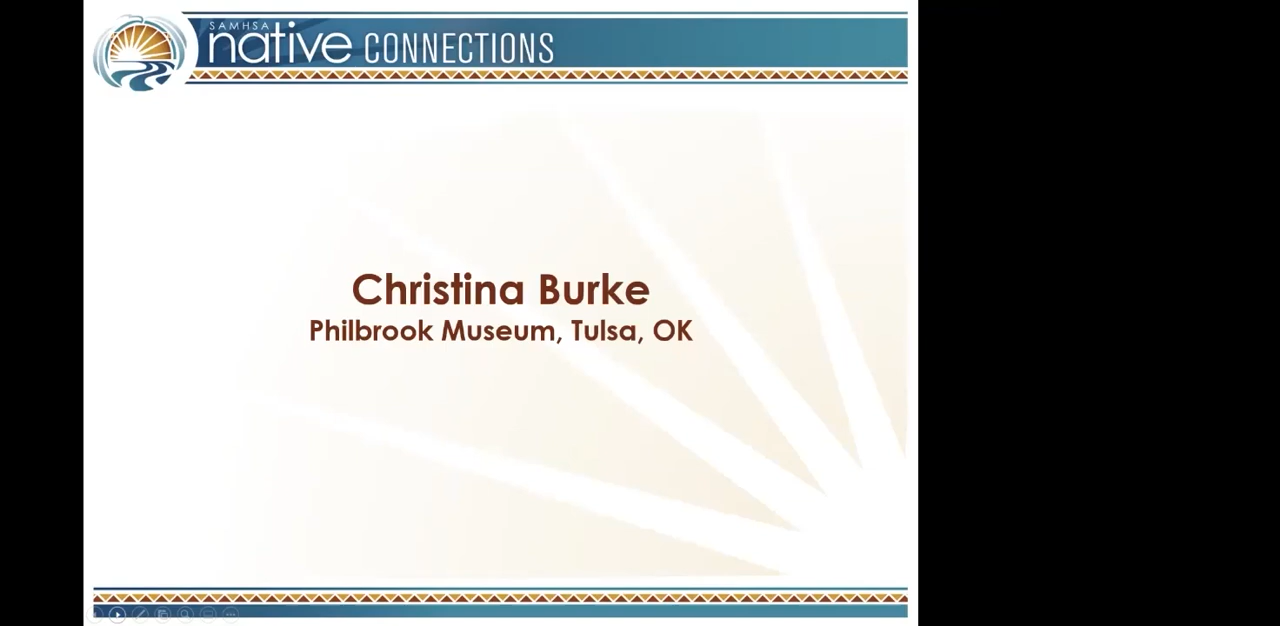 SAMHSA
native CONNECTIONS
Christina Burke
Philbrook Museum, Tulsa, OK